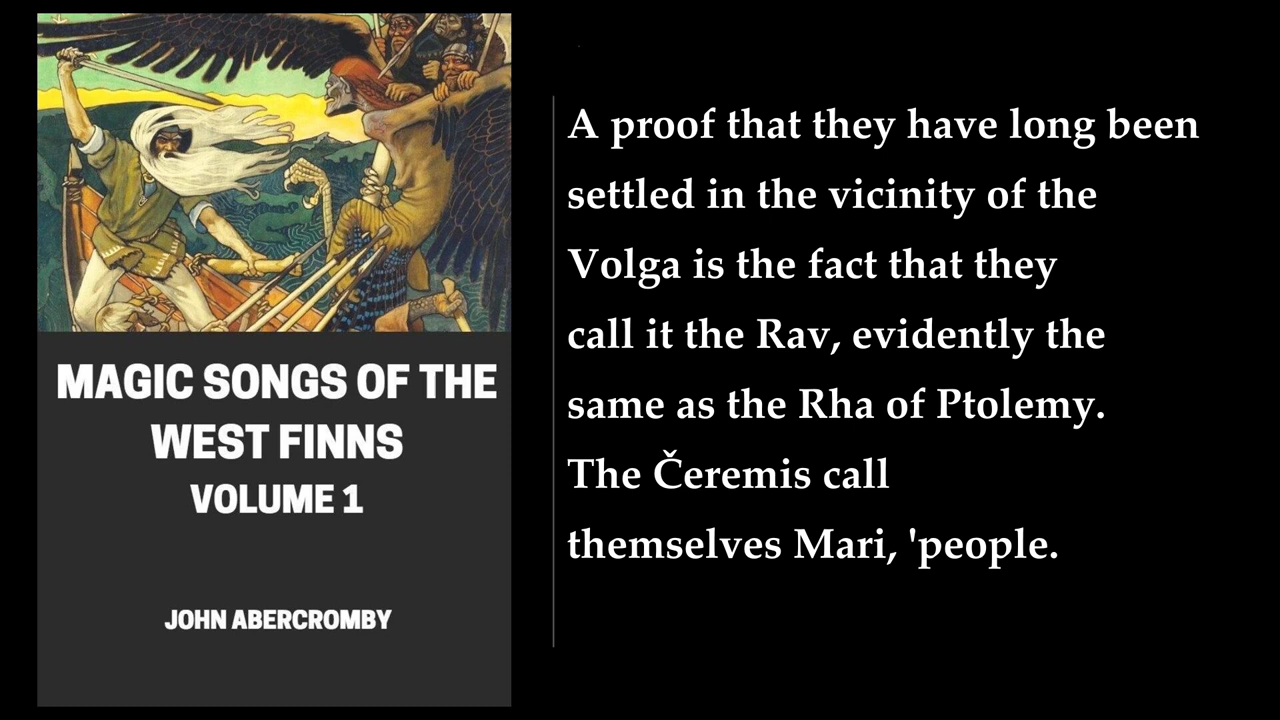 MAGIC SONGS OF THE
WEST FINNS
VOLUME 1
JOHN ABERCROMBY
A proof that they have long been
settled in the vicinity of the
Volga is the fact that they
call it the Rav, evidently the
same as the Rha of Ptolemy.
The Čeremis call
themselves Mari, 'people.